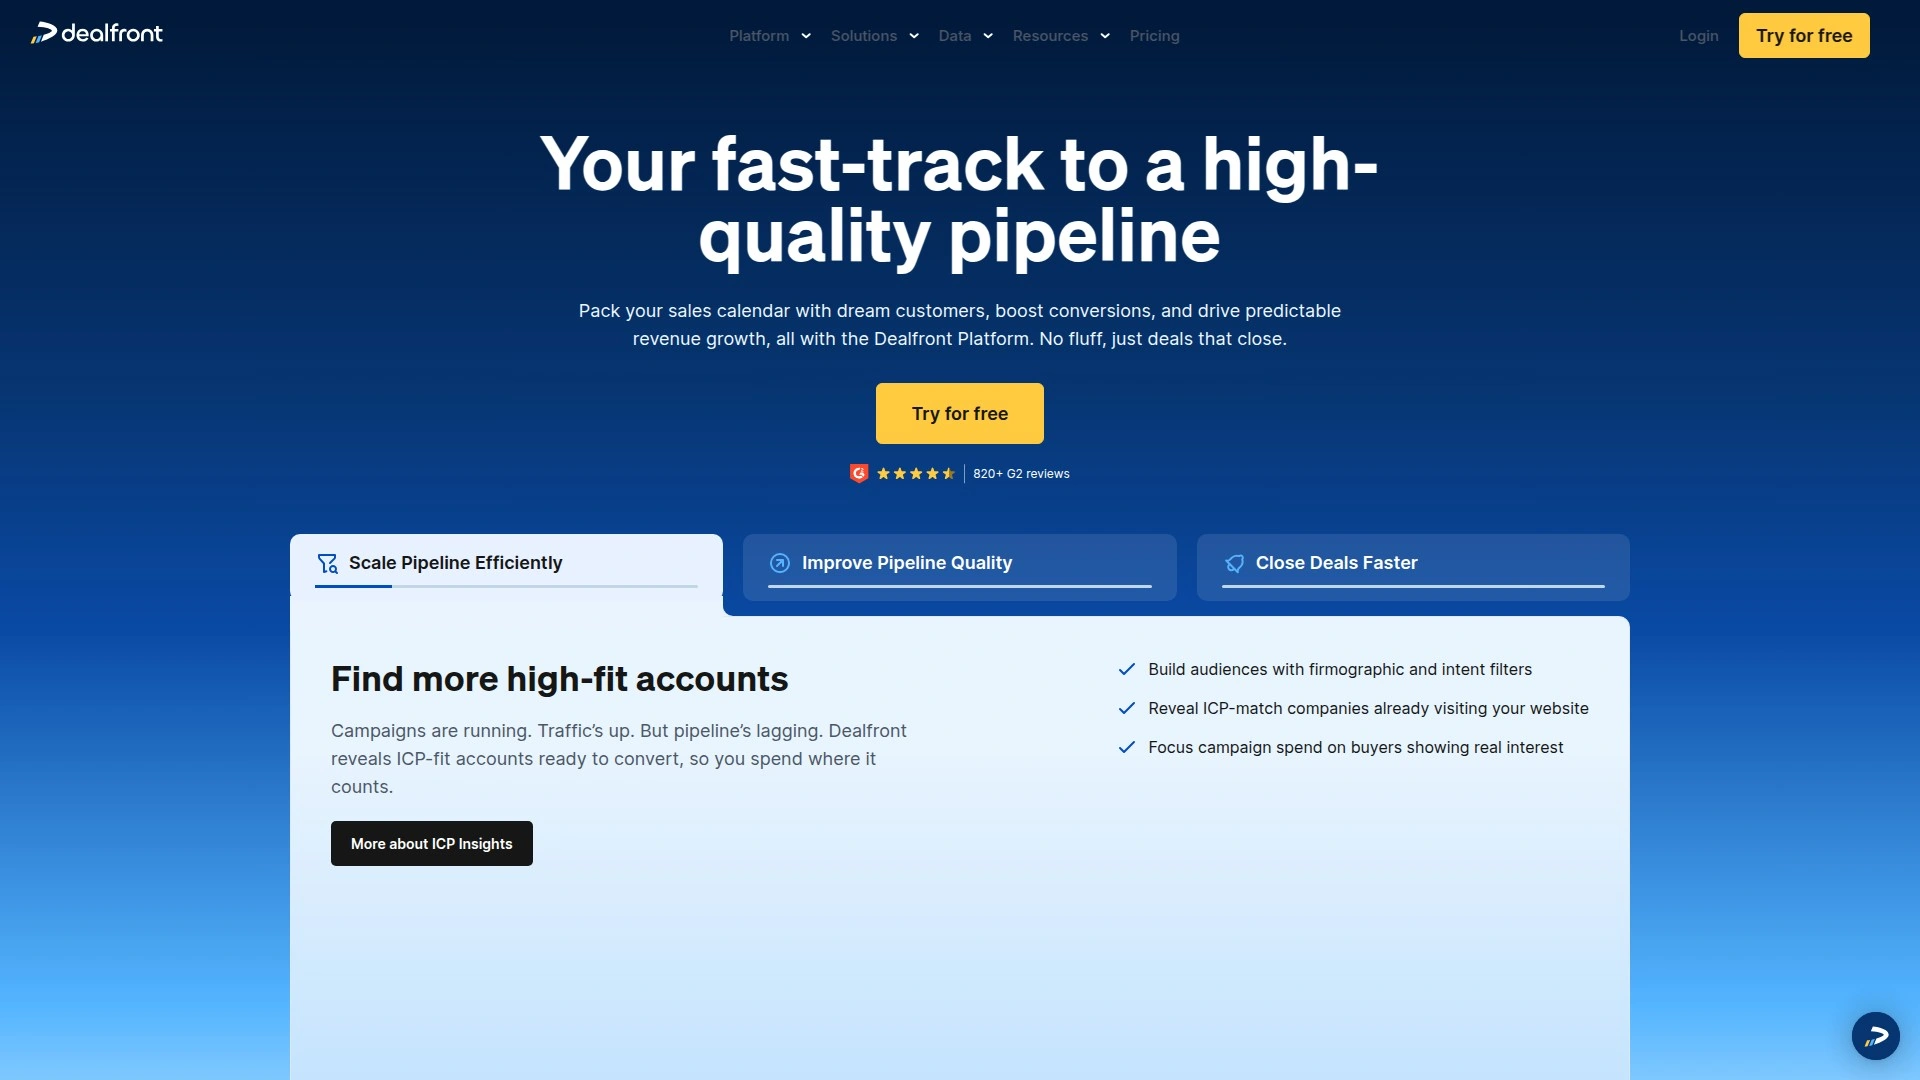 dealfront
Platform
Solutions
Data
Resources
Pricing
Login
Try for free
Your fast-track to a high-
quality pipeline
Pack your sales calendar with dream customers, boost conversions, and drive predictable
revenue growth, all with the Dealfront Platform. No fluff, just deals that close.
Try for free
820+ G2 reviews
Scale Pipeline Efficiently
Improve Pipeline Quality
Close Deals Faster
Find more high-fit accounts
Campaigns are running. Traffic’s up. But pipeline’s lagging. Dealfront
reveals ICP-fit accounts ready to convert, so you spend where it
counts.
More about ICP Insights
Build audiences with firmographic and intent filters
Reveal ICP-match companies already visiting your website
Focus campaign spend on buyers showing real interest